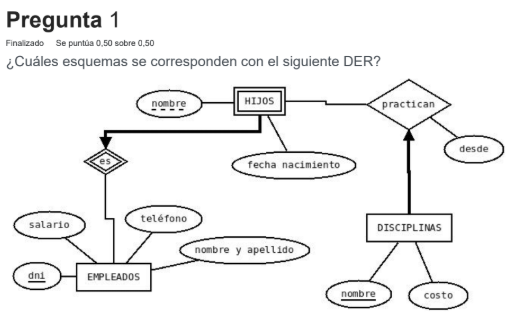 Pregunta 1
Finalizado Se puntúa 0,50 sobre 0,50
¿Cuáles esquemas se corresponden con el siguiente DER?
nombre
HIJOS
practican
es
fecha nacimiento
desde
salario
teléfono
nombre y apellido
DISCIPLINAS
dni
EMPLEADOS
nombre
costo